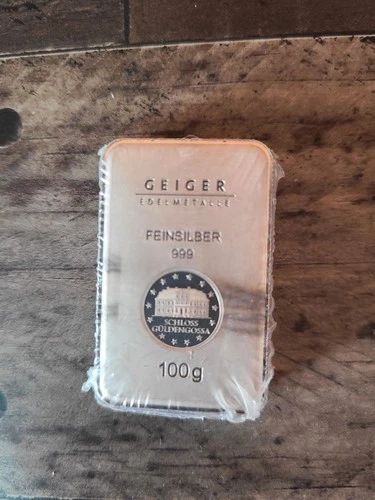 GEIGER
EDELMETALLE
FEINSILBER
999
SCHLOSS
GÜLDENGOSSA
100g